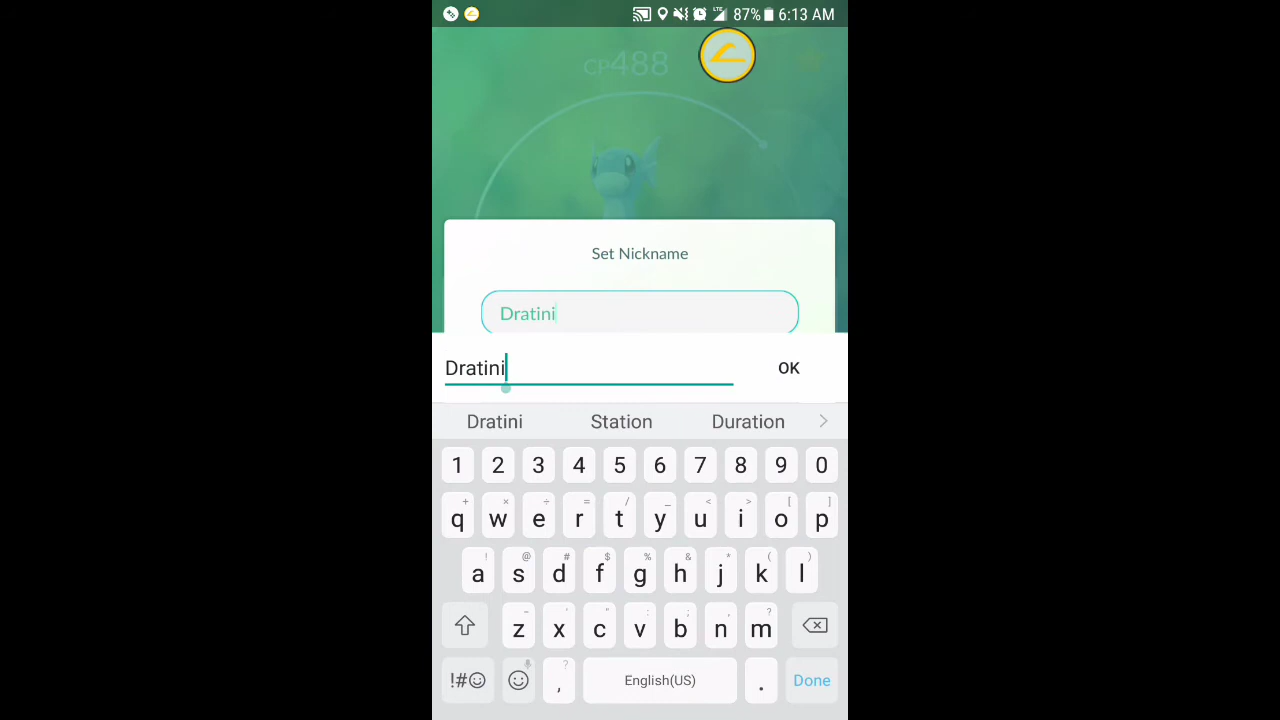 LTE 87% 6:13 AM
CP488
Set Nickname
Dratini
Dratini OK
Dratini Station Duration >
1 2 3 4 5 6 7 8 9 0
+ × ÷ = / _ < > [ ]
q w e r t y u i o p
! @ # $ % & * ( )
a s d f g h j k l
- ' " : ; , ?
z x c v b n m
!#☺ , ? English(US) . Done